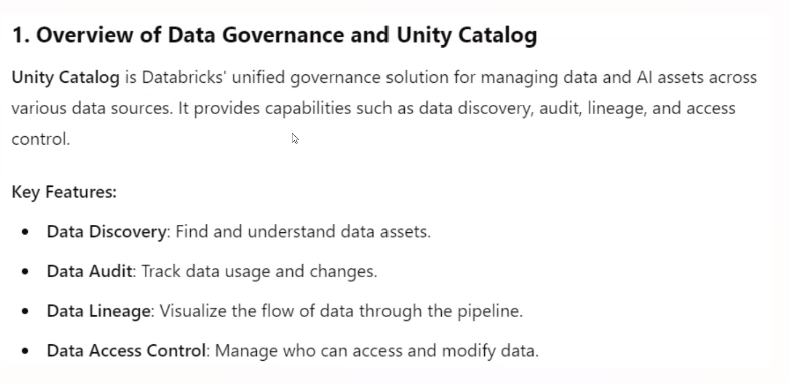 1. Overview of Data Governance and Unity Catalog
Unity Catalog is Databricks' unified governance solution for managing data and AI assets across
various data sources. It provides capabilities such as data discovery, audit, lineage, and access
control.
Key Features:
• Data Discovery: Find and understand data assets.
• Data Audit: Track data usage and changes.
• Data Lineage: Visualize the flow of data through the pipeline.
• Data Access Control: Manage who can access and modify data.